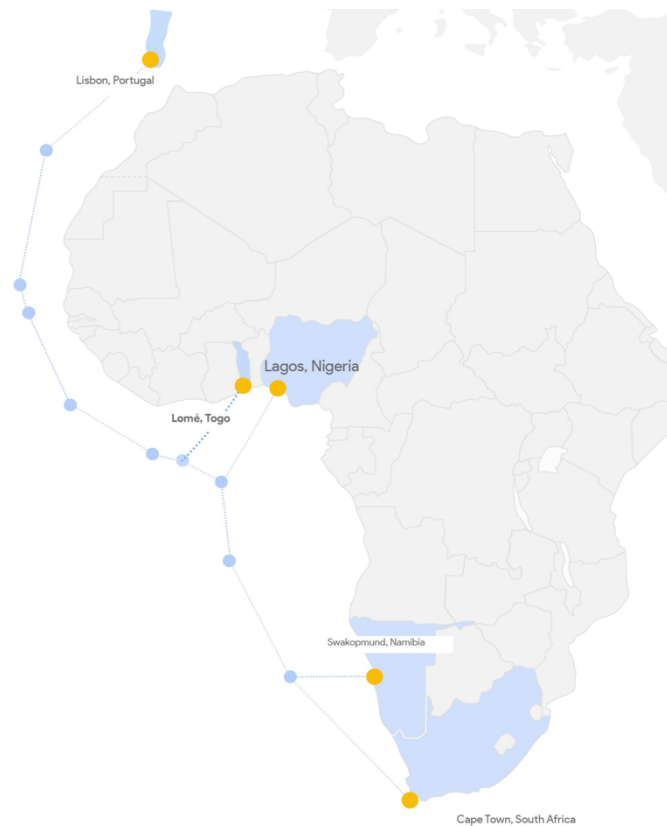 Lisbon, Portugal
Lagos, Nigeria
Lomé, Togo
Swakopmund, Namibia
Cape Town, South Africa